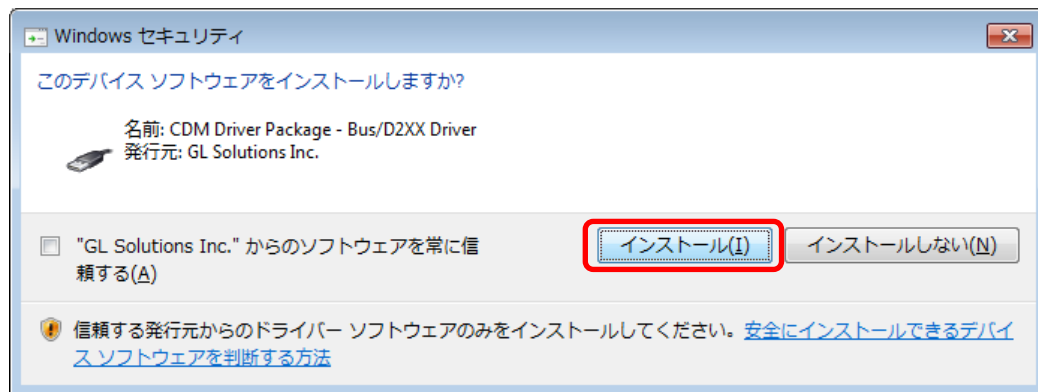 Windows セキュリティ
このデバイス ソフトウェアをインストールしますか?
名前: CDM Driver Package - Bus/D2XX Driver
発行元: GL Solutions Inc.
"GL Solutions Inc." からのソフトウェアを常に信
頼する(A)
インストール(I)
インストールしない(N)
信頼する発行元からのドライバー ソフトウェアのみをインストールしてください。安全にインストールできるデバイ
ス ソフトウェアを判断する方法